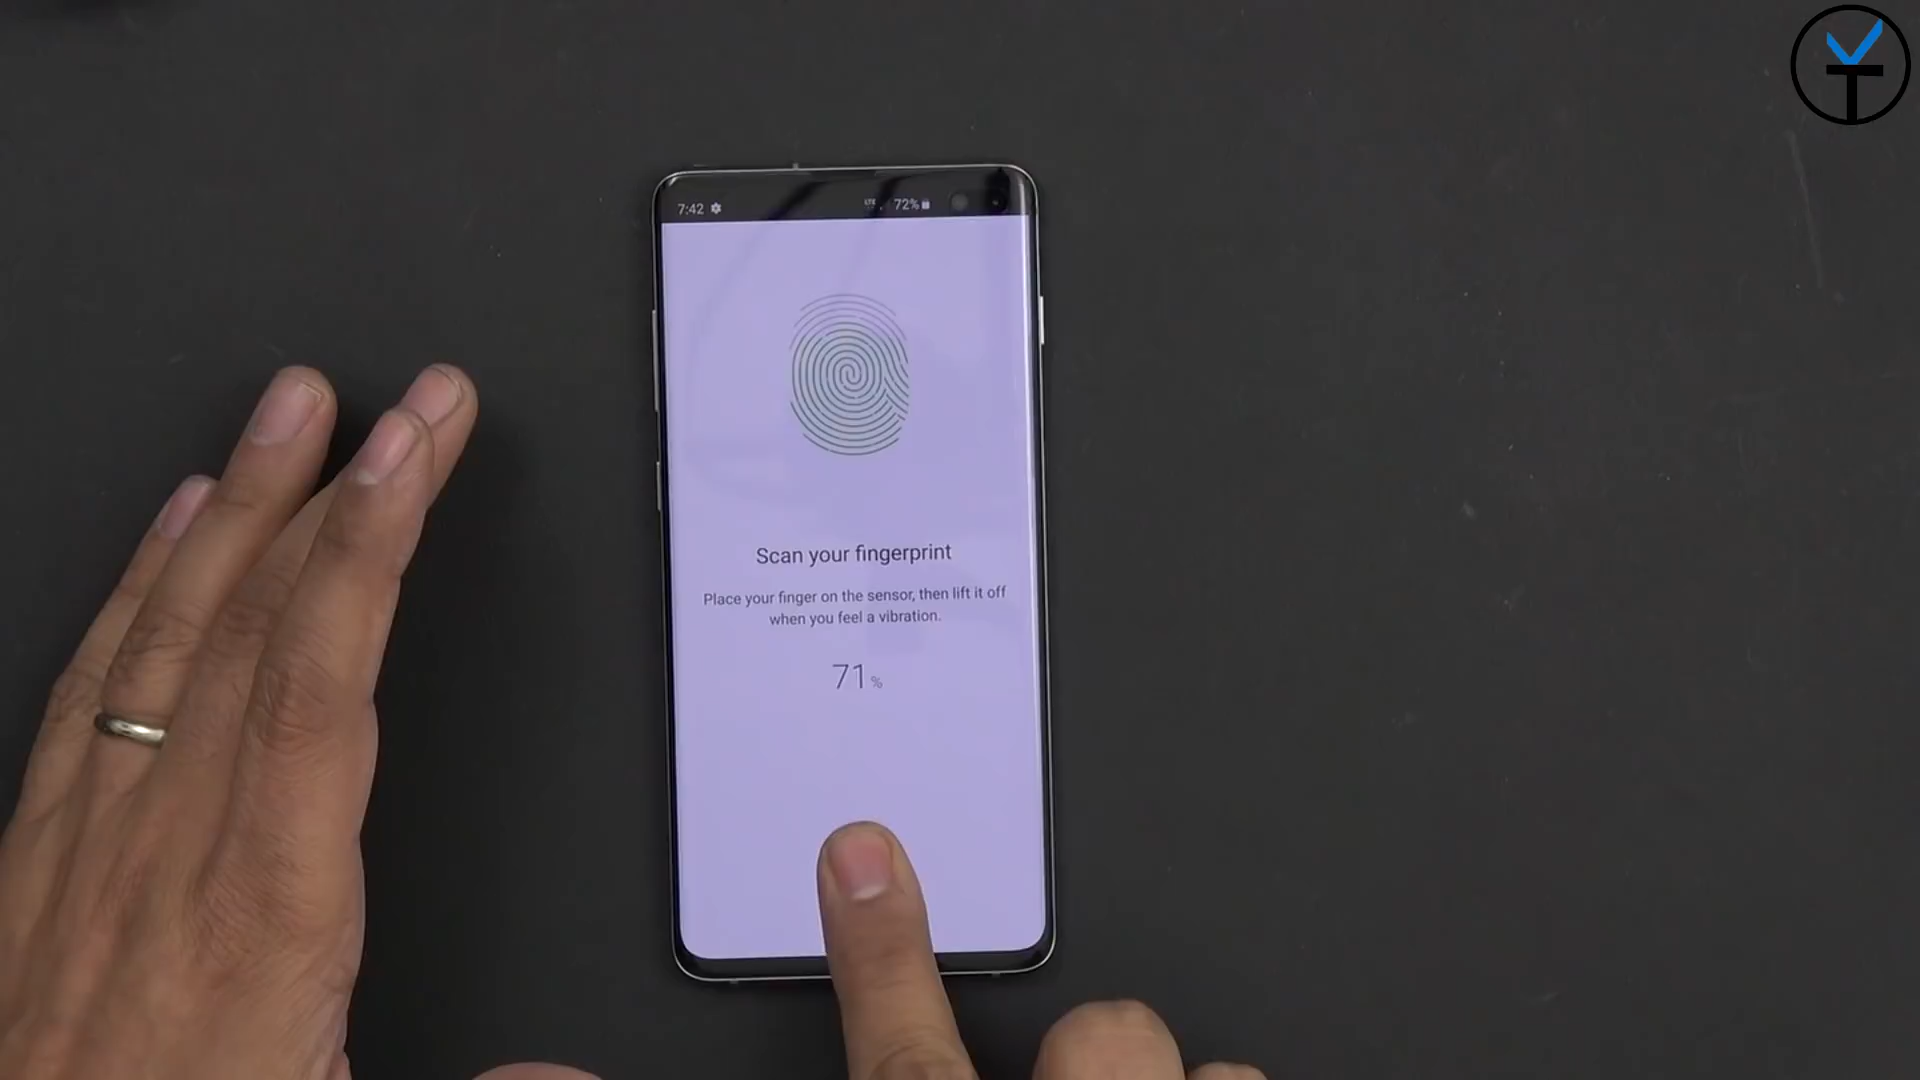 7:42 LTE 72%
Scan your fingerprint
Place your finger on the sensor, then lift it off
when you feel a vibration.
71%